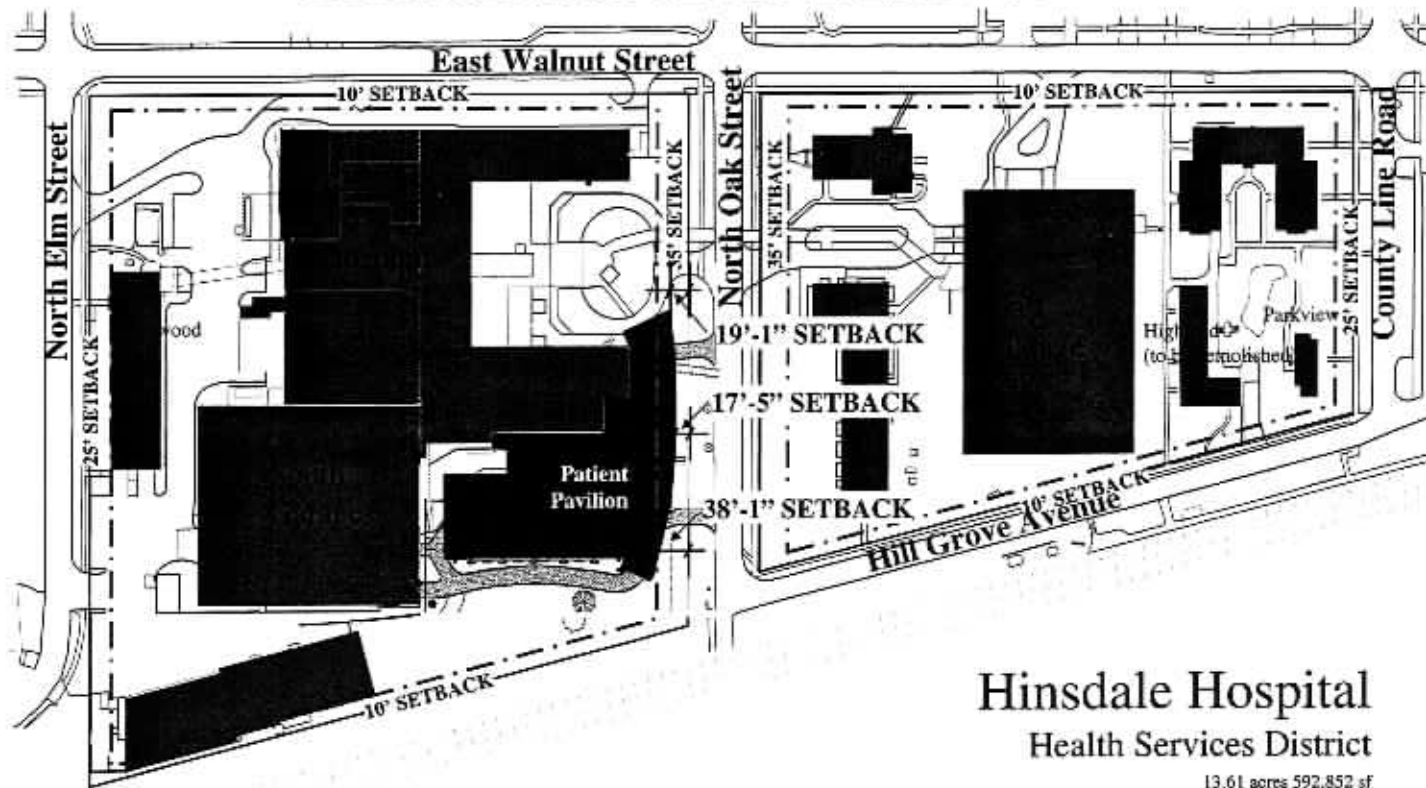 East Walnut Street
10' SETBACK
10' SETBACK
North Elm Street
North Oak Street
County Line Road
35' SETBACK
35' SETBACK
25' SETBACK
25' SETBACK
19'-1" SETBACK
Parkview
17'-5" SETBACK
Patient
Pavilion
38'-1" SETBACK
10' SETBACK
Hill Grove Avenue
10' SETBACK
Hinsdale Hospital
Health Services District
13.61 acres 592,852 sf